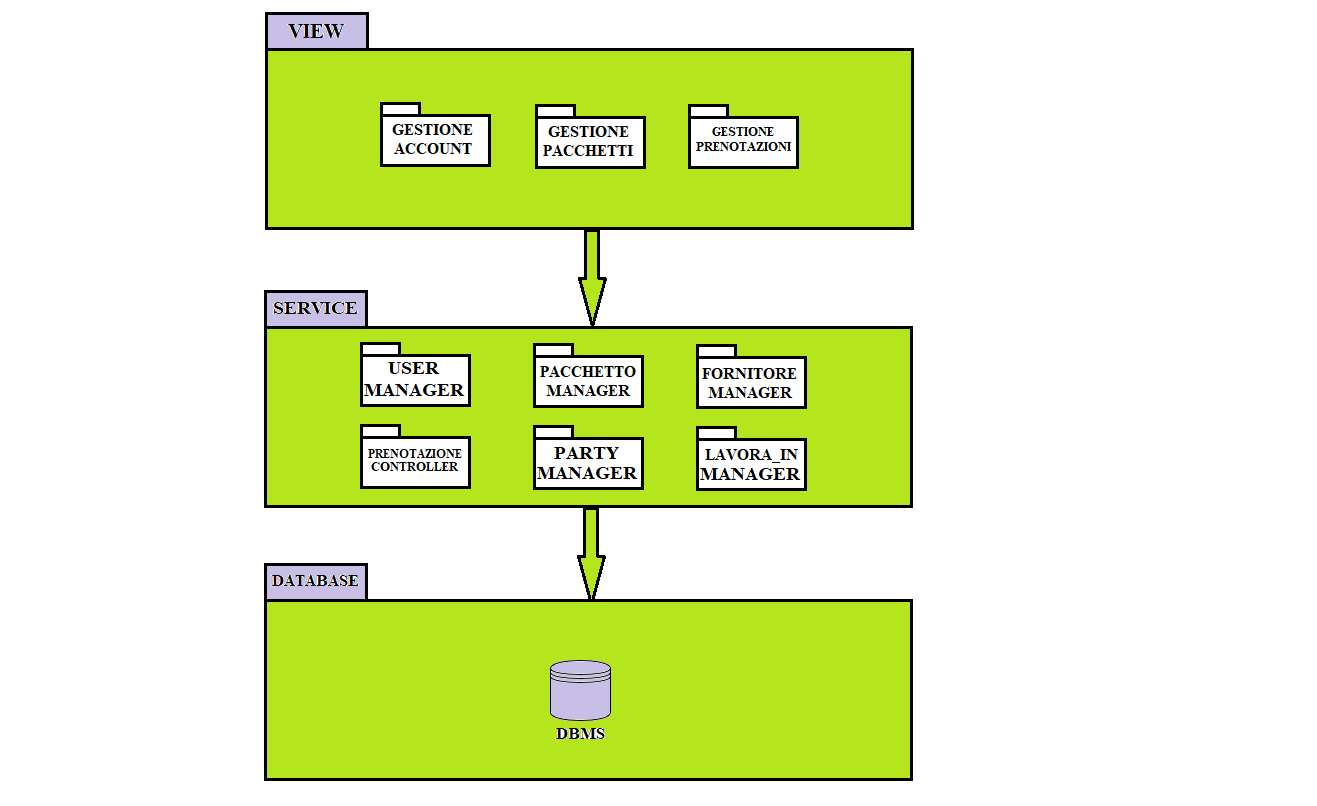 VIEW
GESTIONE
ACCOUNT
GESTIONE
PACCHETTI
GESTIONE
PRENOTAZIONI
SERVICE
USER
MANAGER
PACCHETTO
MANAGER
FORNITORE
MANAGER
PRENOTAZIONE
CONTROLLER
PARTY
MANAGER
LAVORA_IN
MANAGER
DATABASE
DBMS